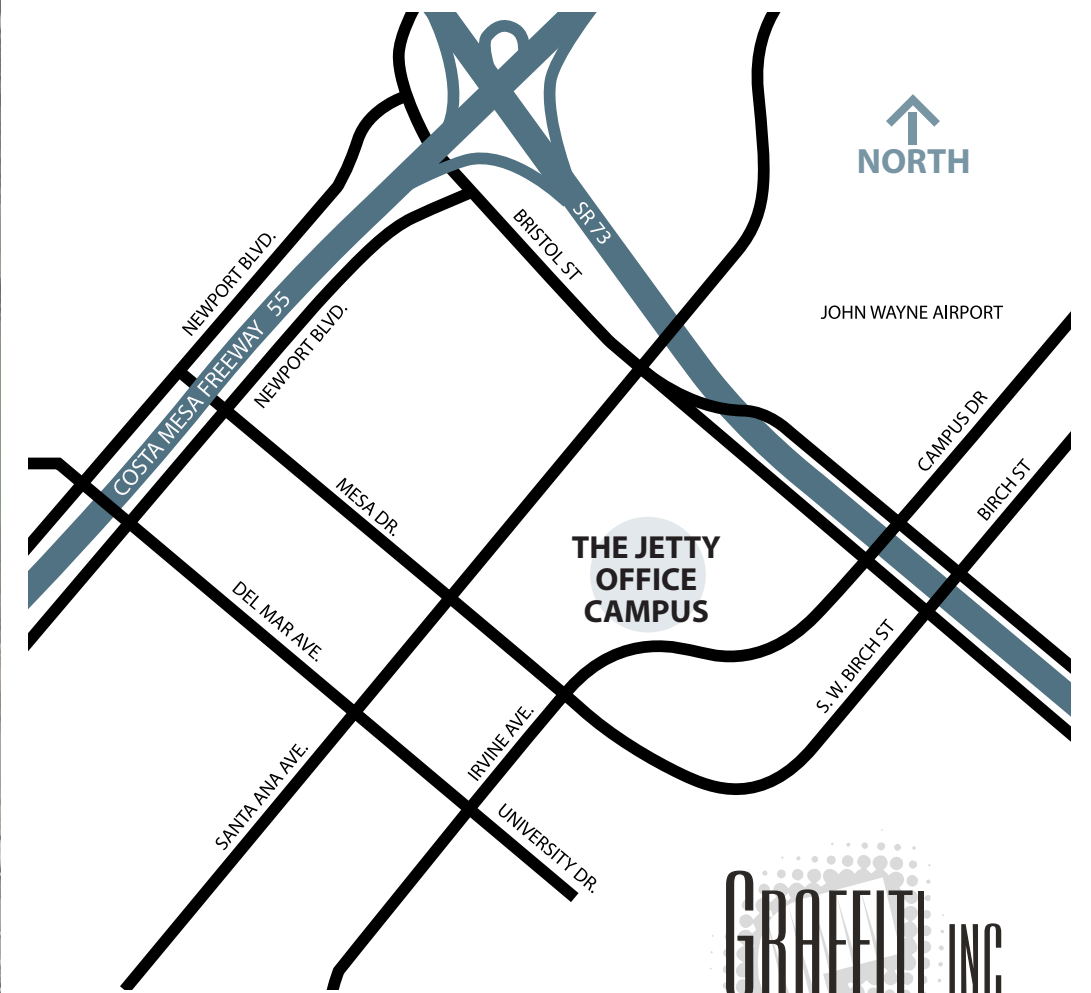 NORTH
SR 73
BRISTOL ST
NEWPORT BLVD.
JOHN WAYNE AIRPORT
COSTA MESA FREEWAY 55
NEWPORT BLVD.
CAMPUS DR
BIRCH ST
MESA DR.
THE JETTY
OFFICE
CAMPUS
DEL MAR AVE.
S. W. BIRCH ST
IRVINE AVE.
SANTA ANA AVE.
UNIVERSITY DR.
GRAFFITI INC